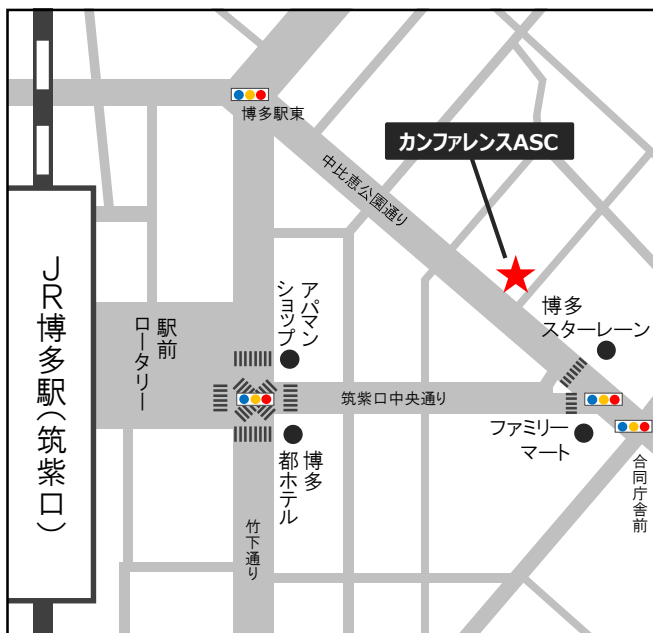 博多駅東
カンファレンスASC
中比恵公園通り
JR博多駅(筑紫口)
駅前
ロータリー
アパマン
ショップ
博多
スターレーン
筑紫口中央通り
ファミリー
マート
博多
都ホテル
合同庁舎前
竹下通り